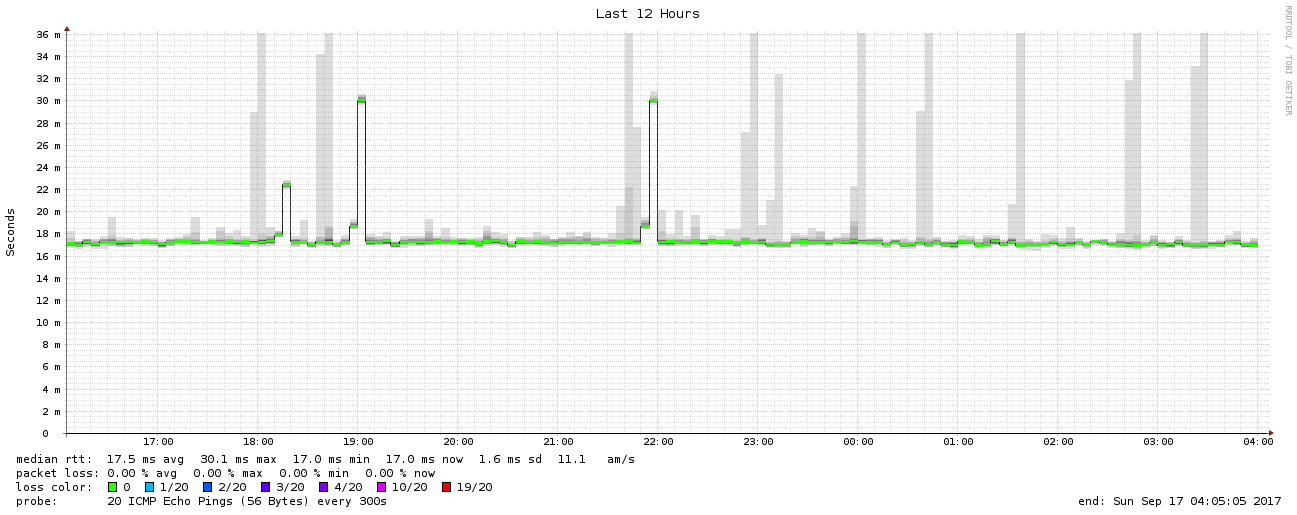 Last 12 Hours
RRDTOOL / TOBI OETIKER
Seconds
36 m
34 m
32 m
30 m
28 m
26 m
24 m
22 m
20 m
18 m
16 m
14 m
12 m
10 m
8 m
6 m
4 m
2 m
0
17:00 18:00 19:00 20:00 21:00 22:00 23:00 00:00 01:00 02:00 03:00 04:00
median rtt: 17.5 ms avg 30.1 ms max 17.0 ms min 17.0 ms now 1.6 ms sd 11.1 am/s
packet loss: 0.00 % avg 0.00 % max 0.00 % min 0.00 % now
loss color: 0 1/20 2/20 3/20 4/20 10/20 19/20
probe: 20 ICMP Echo Pings (56 Bytes) every 300s end: Sun Sep 17 04:05:05 2017